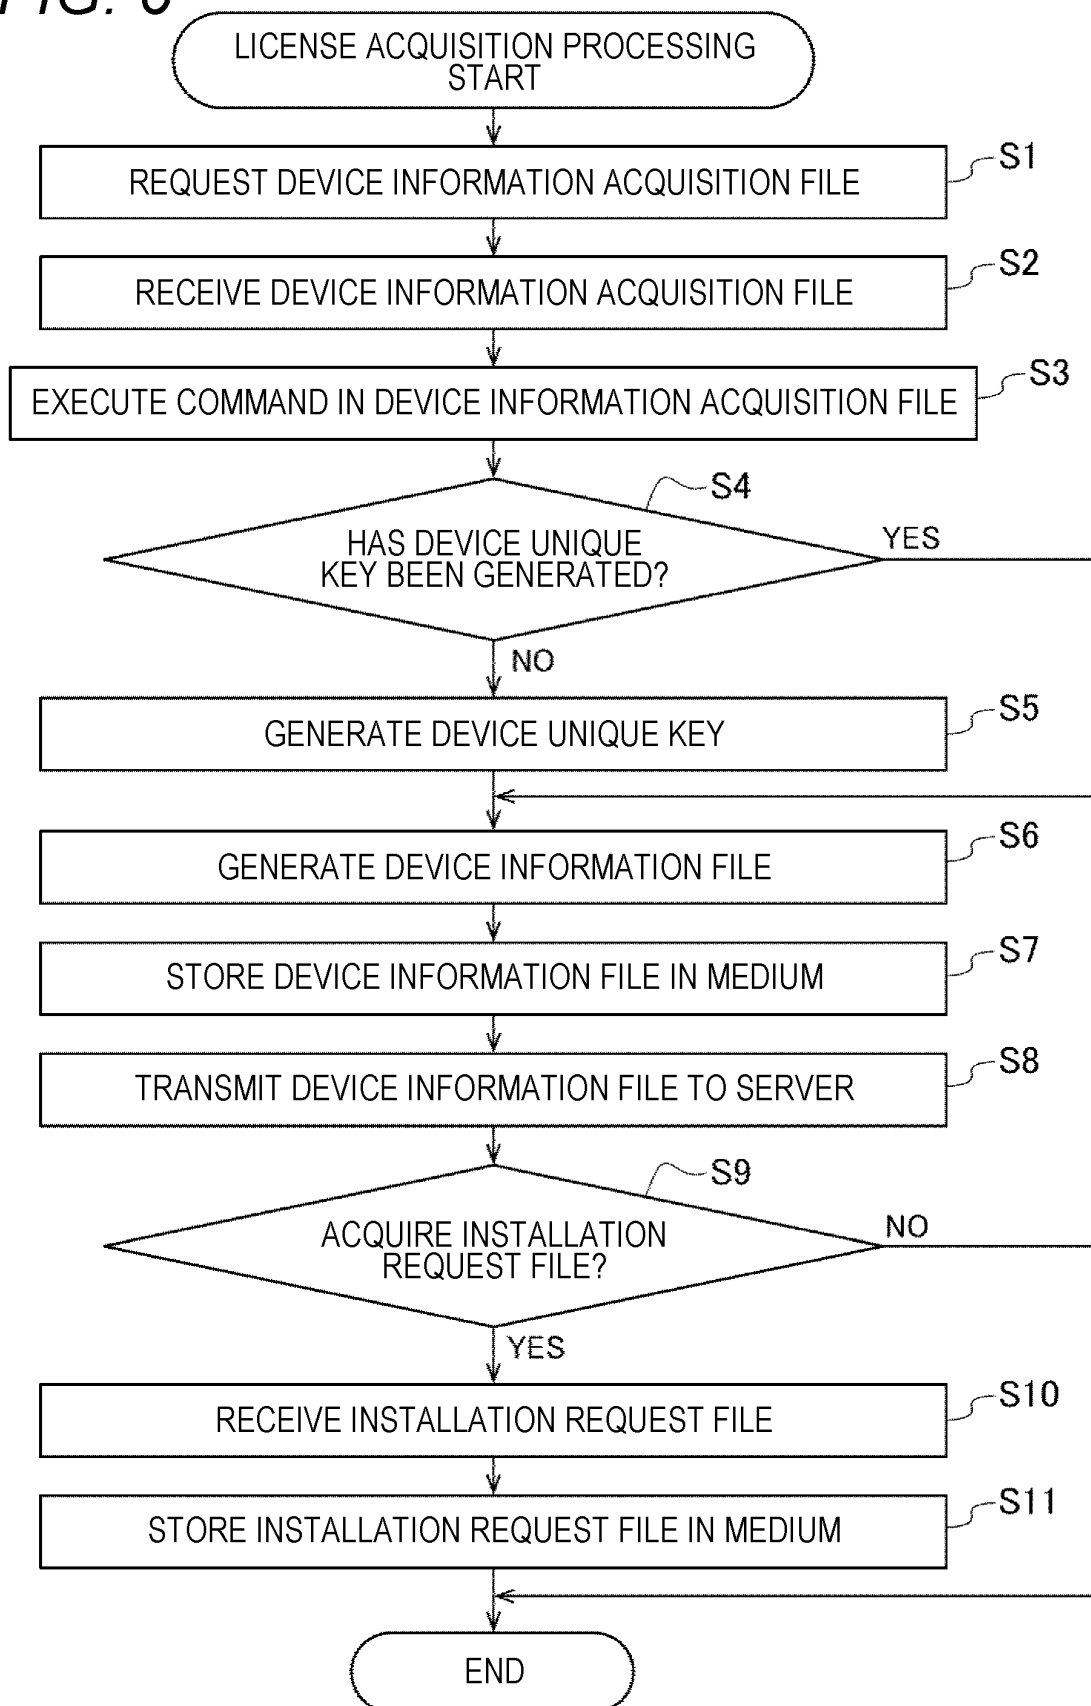 LICENSE ACQUISITION PROCESSING
START
REQUEST DEVICE INFORMATION ACQUISITION FILE
S1
RECEIVE DEVICE INFORMATION ACQUISITION FILE
S2
EXECUTE COMMAND IN DEVICE INFORMATION ACQUISITION FILE
S3
S4
HAS DEVICE UNIQUE
KEY BEEN GENERATED?
YES
NO
GENERATE DEVICE UNIQUE KEY
S5
GENERATE DEVICE INFORMATION FILE
S6
STORE DEVICE INFORMATION FILE IN MEDIUM
S7
TRANSMIT DEVICE INFORMATION FILE TO SERVER
S8
S9
ACQUIRE INSTALLATION
REQUEST FILE?
NO
YES
RECEIVE INSTALLATION REQUEST FILE
S10
STORE INSTALLATION REQUEST FILE IN MEDIUM
S11
END